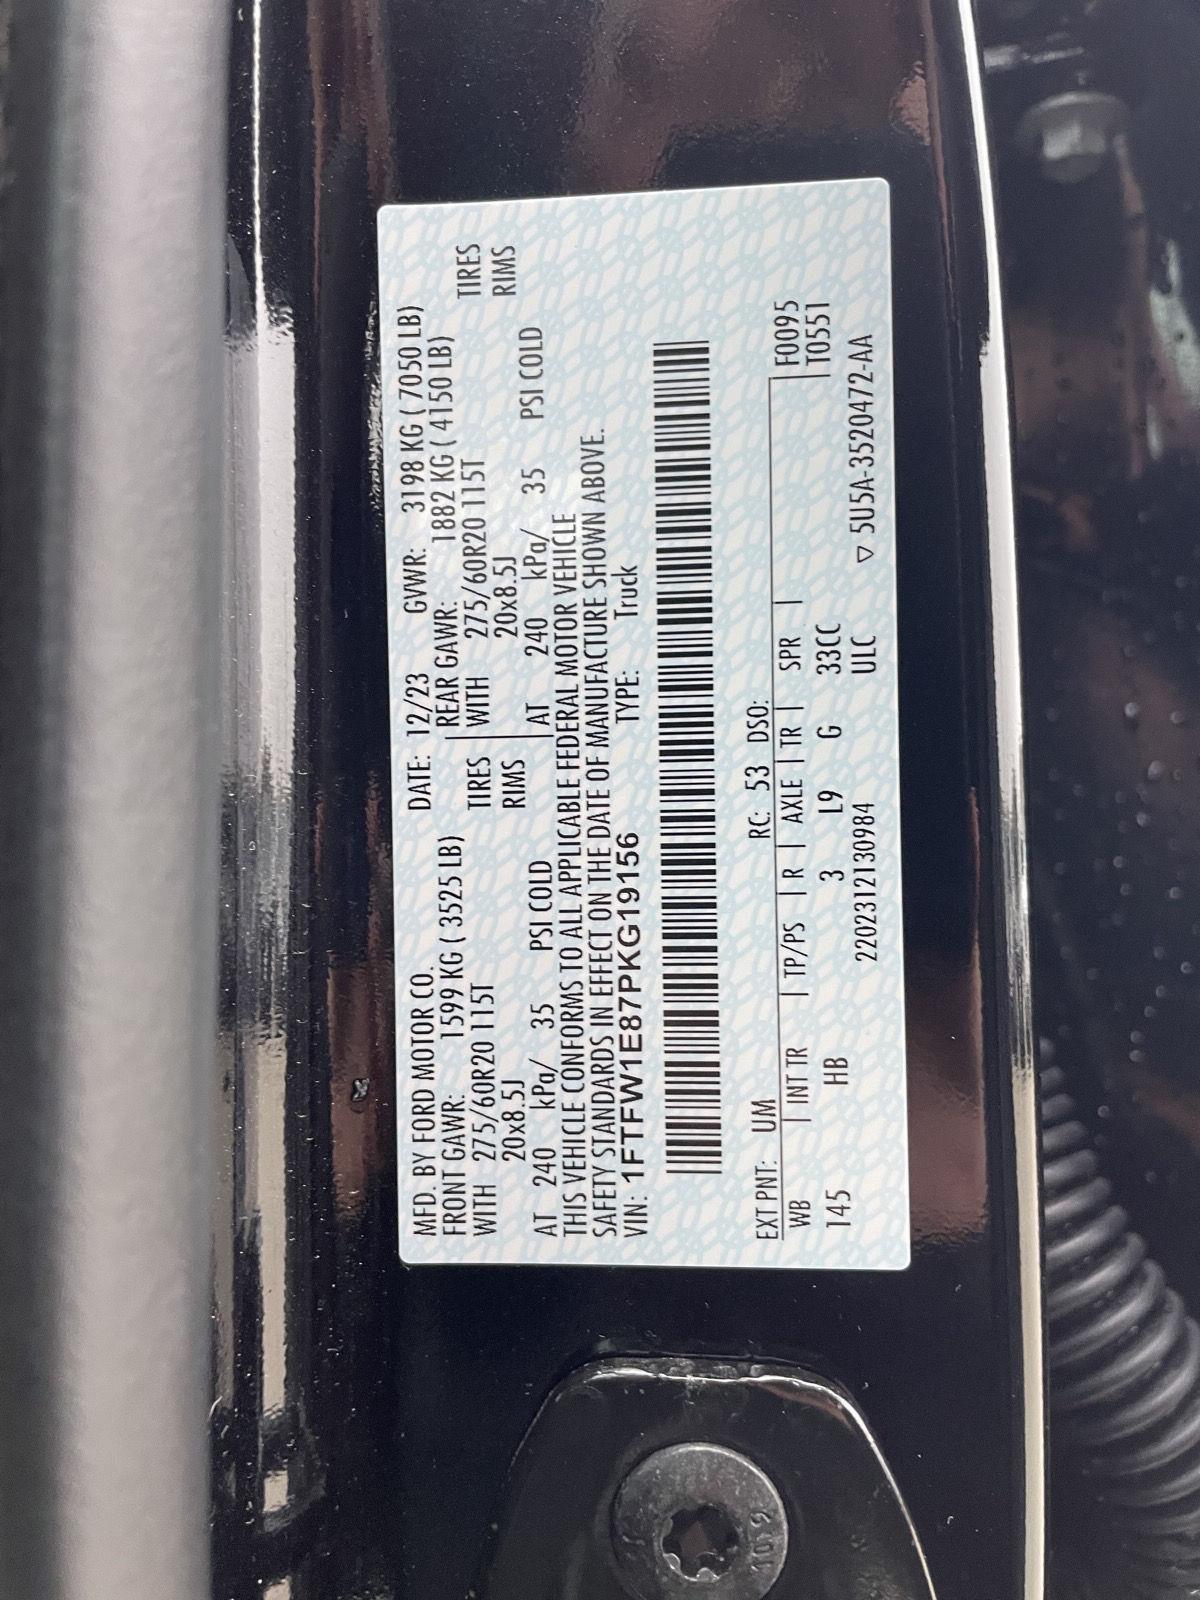 MFD. BY FORD MOTOR CO. DATE: 12/23 GVWR: 3198 KG ( 7050 LB)
FRONT GAWR: 1599 KG ( 3525 LB) REAR GAWR: 1882 KG ( 4150 LB)
WITH 275/60R20 115T TIRES WITH 275/60R20 115T TIRES
20x8.5J RIMS 20x8.5J RIMS
AT 240 kPa/ 35 PSI COLD AT 240 kPa/ 35 PSI COLD
THIS VEHICLE CONFORMS TO ALL APPLICABLE FEDERAL MOTOR VEHICLE
SAFETY STANDARDS IN EFFECT ON THE DATE OF MANUFACTURE SHOWN ABOVE.
VIN: 1FTFW1E87PKG19156 TYPE: Truck
EXT PNT: UM RC: 53 DSO: F0095
WB INT TR TP/PS R AXLE TR SPR T0551
145 HB 3 L9 G 33CC
2202312130984 ULC ▽ 5U5A-3520472-AA
10.9